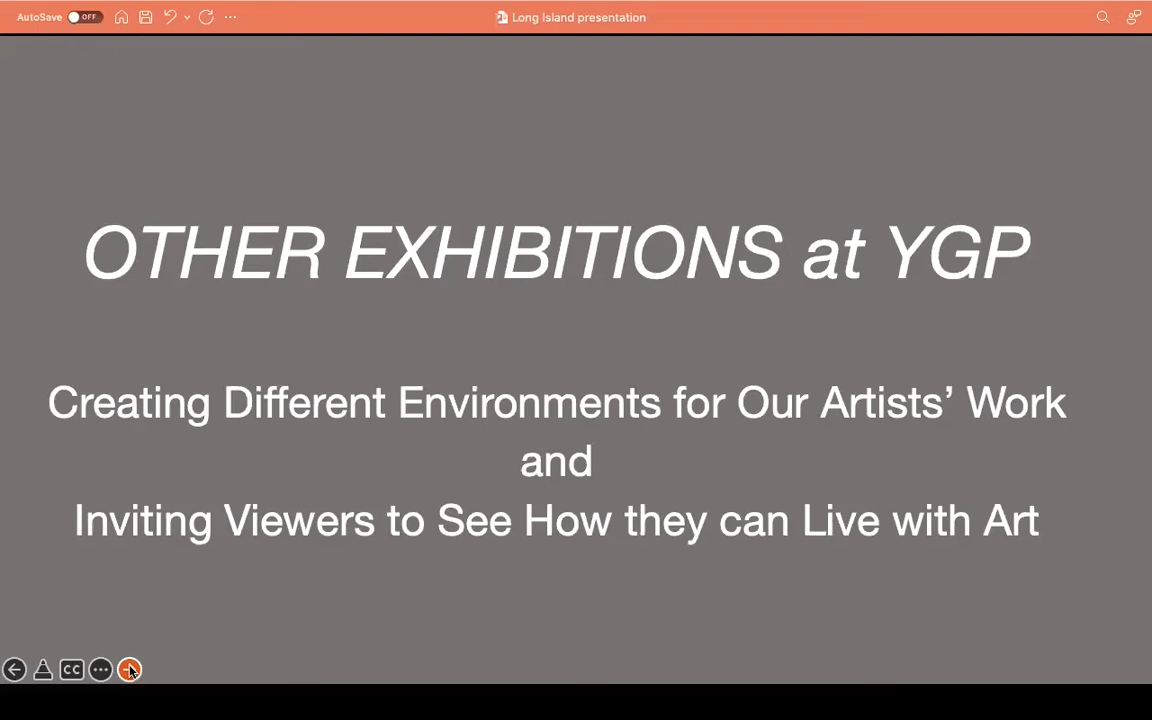 AutoSave OFF
Long Island presentation
OTHER EXHIBITIONS at YGP
Creating Different Environments for Our Artists’ Work
and
Inviting Viewers to See How they can Live with Art
CC